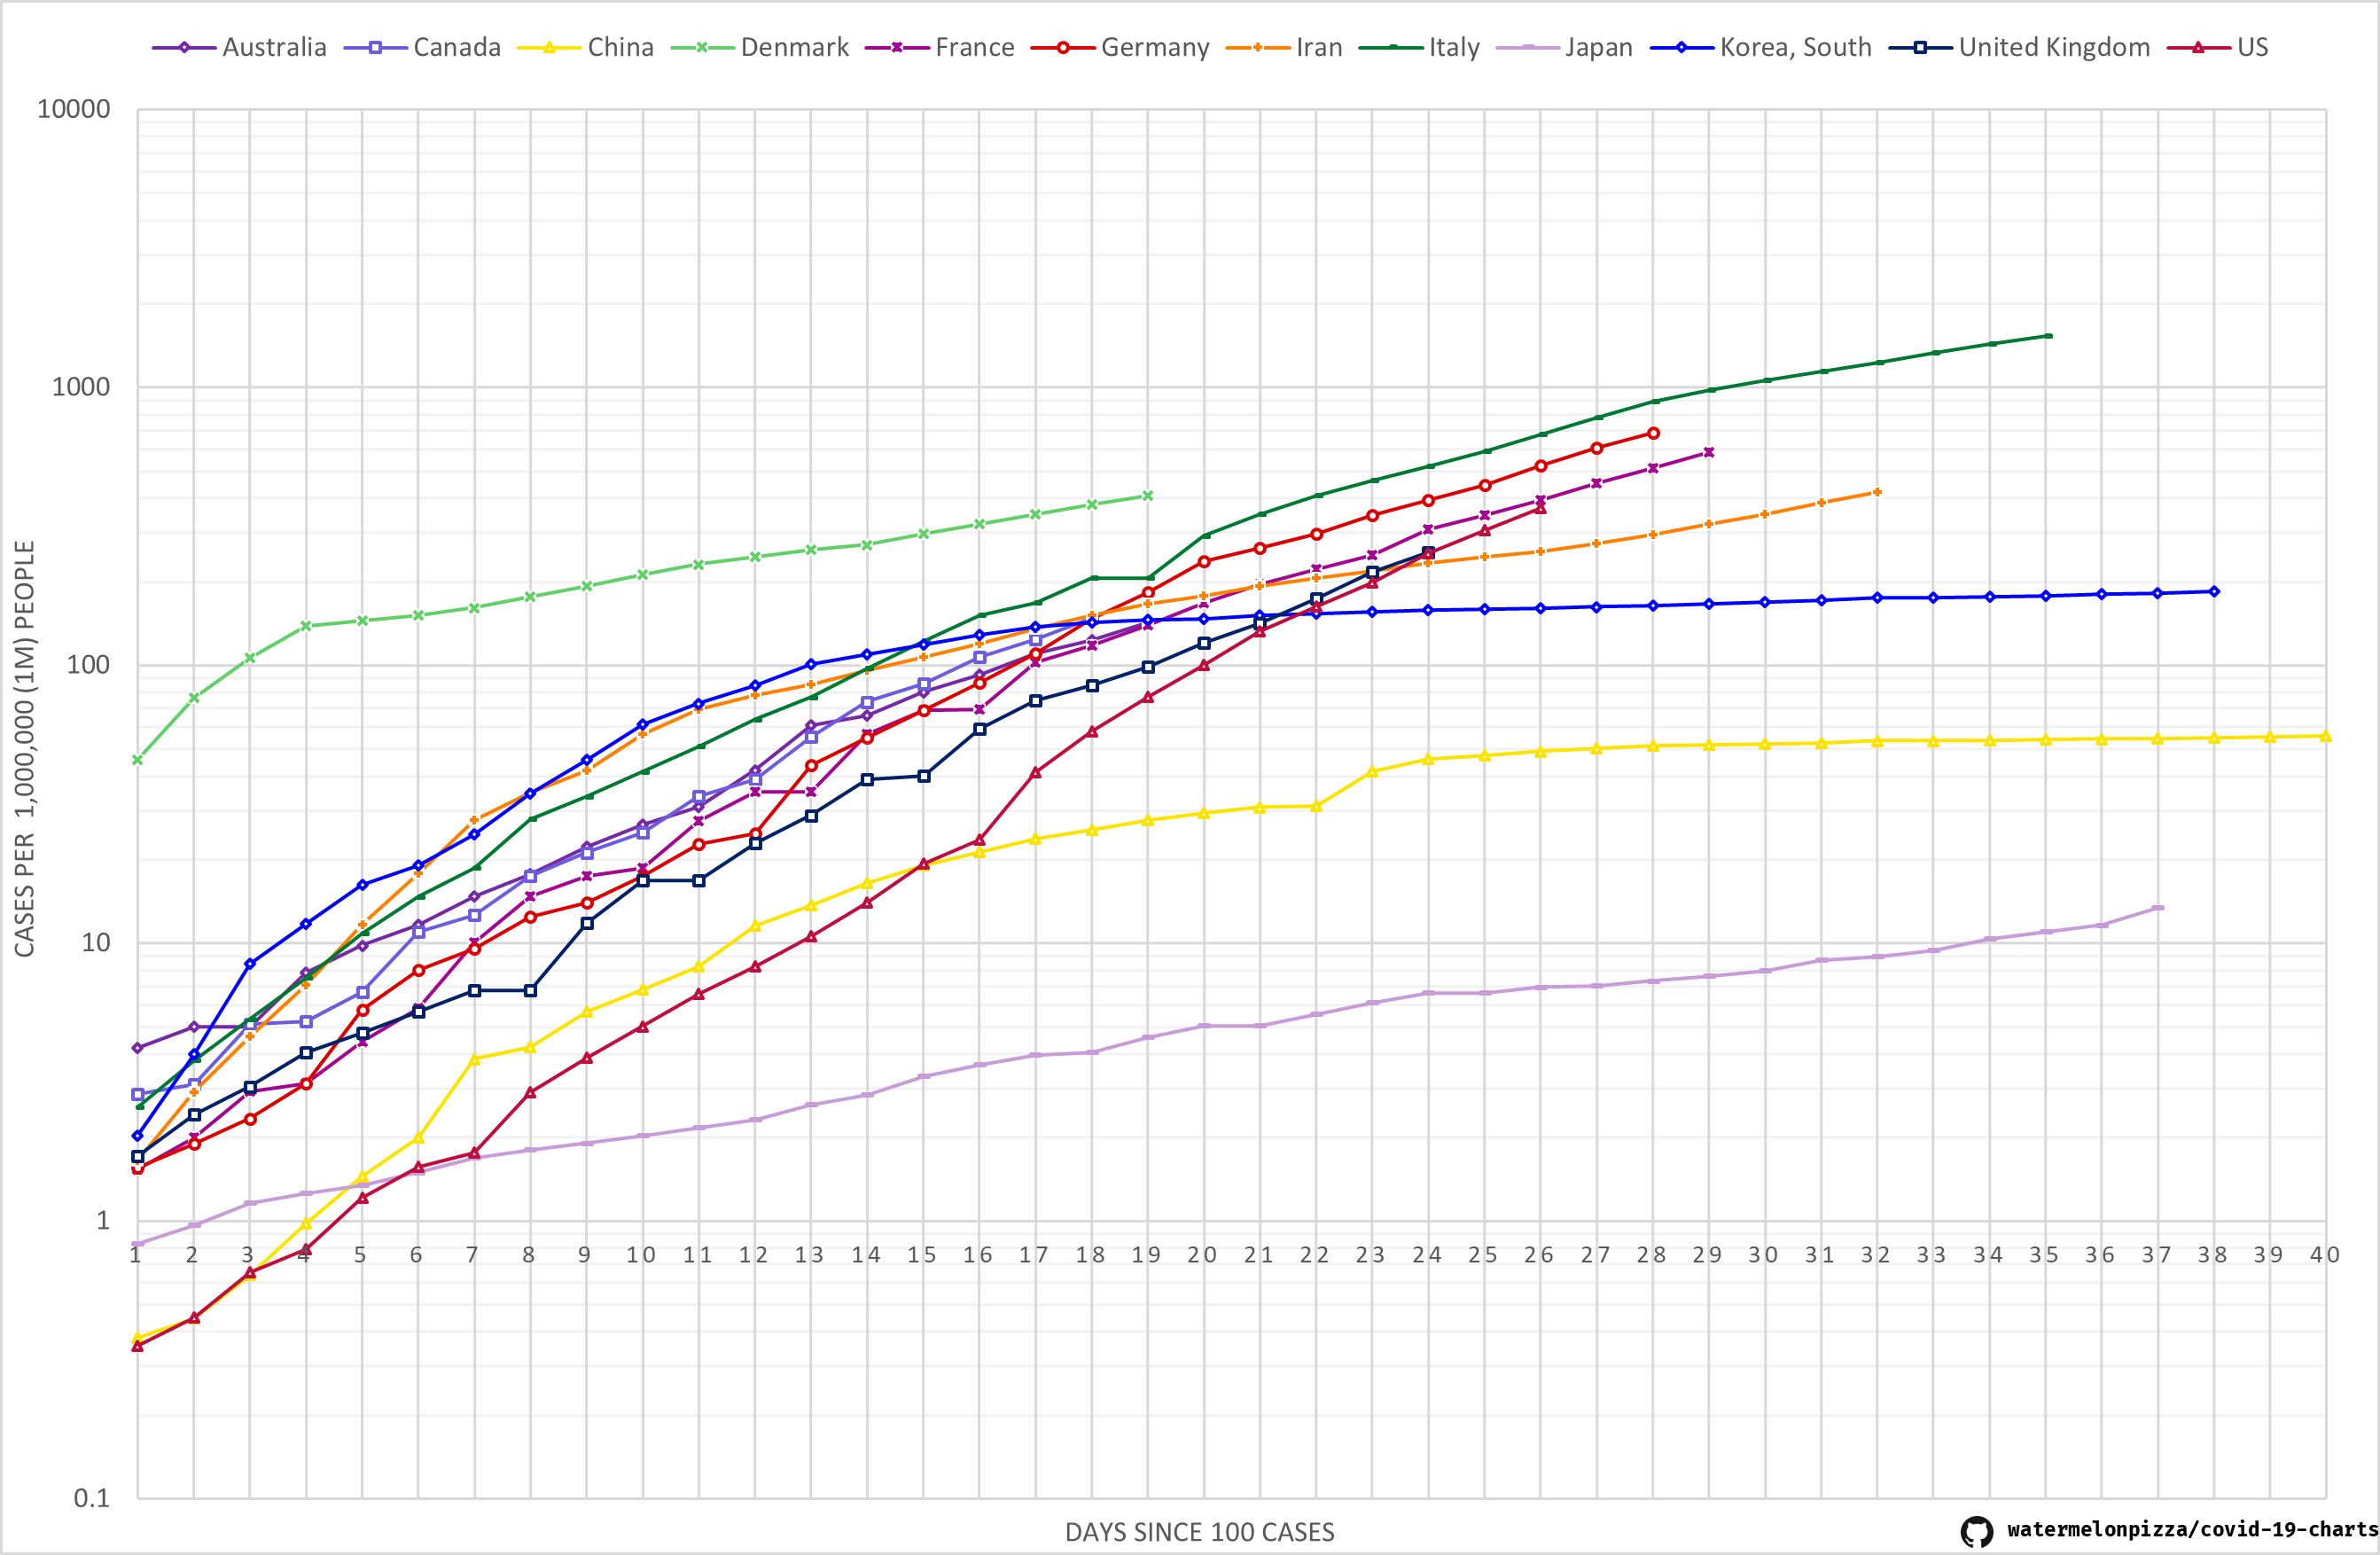 Australia Canada China Denmark France Germany Iran Italy Japan Korea, South United Kingdom US
10000
1000
100
10
1
0.1
CASES PER 1,000,000 (1M) PEOPLE
1 2 3 4 5 6 7 8 9 10 11 12 13 14 15 16 17 18 19 20 21 22 23 24 25 26 27 28 29 30 31 32 33 34 35 36 37 38 39 40
DAYS SINCE 100 CASES
watermelonpizza/covid-19-charts